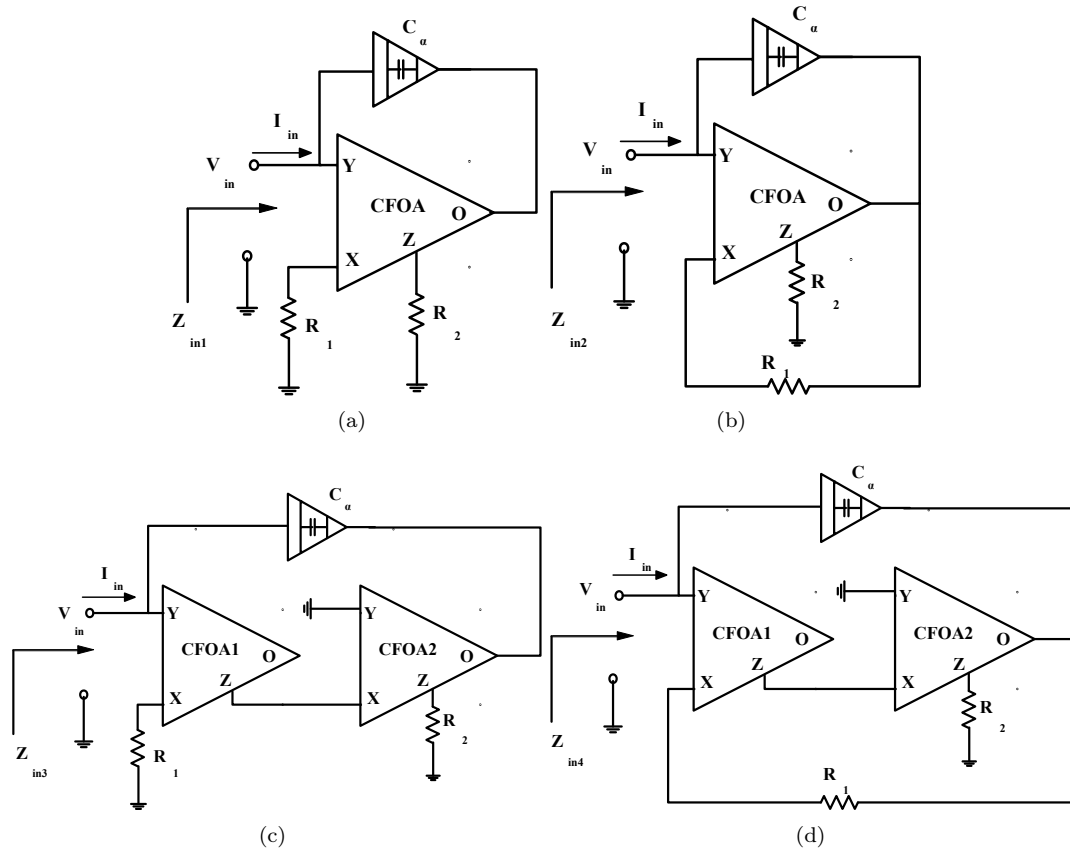 C α
I in
V in
Y
CFOA
O
Z
X
R 1
R 2
Z in1
(a)
C α
I in
V in
Y
CFOA
O
Z
X
R 2
R 1
Z in2
(b)
C α
I in
V in
Y
CFOA1
O
Z
X
R 1
Y
CFOA2
O
Z
X
R 2
Z in3
(c)
C α
I in
V in
Y
CFOA1
O
Z
X
Y
CFOA2
O
Z
X
R 2
R 1
Z in4
(d)